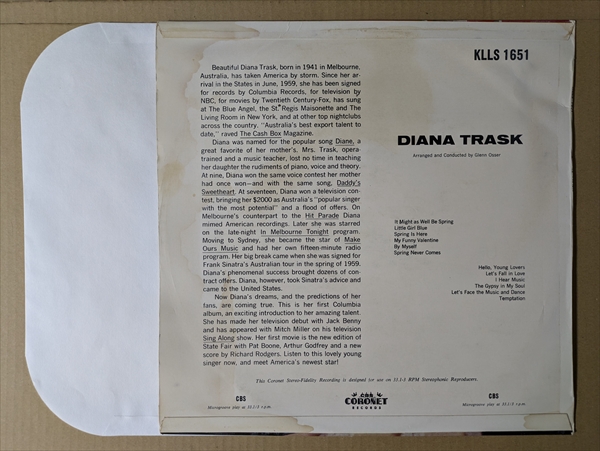 KLLS 1651
Beautiful Diana Trask, born in 1941 in Melbourne,
Australia, has taken America by storm. Since her ar-
rival in the States in June, 1959, she has been signed
for records by Columbia Records, for television by
NBC, for movies by Twentieth Century-Fox, has sung
at The Blue Angel, the St. Regis Maisonette and The
Living Room in New York, and at other top nightclubs
across the country. "Australia's best export talent to
date," raved The Cash Box Magazine.
Diana was named for the popular song Diane, a
great favorite of her mother's. Mrs. Trask, opera-
trained and a music teacher, lost no time in teaching
her daughter the rudiments of piano, voice and theory.
At nine, Diana won the same voice contest her mother
had once won—and with the same song, Daddy's
Sweetheart. At seventeen, Diana won a television con-
test, bringing her $2000 as Australia's "popular singer
with the most potential" and a flood of offers. On
Melbourne's counterpart to the Hit Parade Diana
mimed American recordings. Later she was starred
on the late-night In Melbourne Tonight program.
Moving to Sydney, she became the star of Make
Ours Music and had her own fifteen-minute radio
program. Her big break came when she was signed for
Frank Sinatra's Australian tour in the spring of 1959.
Diana's phenomenal success brought dozens of con-
tract offers. Diana, however, took Sinatra's advice and
came to the United States.
Now Diana's dreams, and the predictions of her
fans, are coming true. This is her first Columbia
album, an exciting introduction to her amazing talent.
She has made her television debut with Jack Benny
and has appeared with Mitch Miller on his television
Sing Along show. Her first movie is the new edition of
State Fair with Pat Boone, Arthur Godfrey and a new
score by Richard Rodgers. Listen to this lovely young
singer now, and meet America's newest star!
DIANA TRASK
Arranged and Conducted by Glenn Osser
It Might as Well Be Spring
Little Girl Blue
Spring Is Here
My Funny Valentine
By Myself
Spring Never Comes
Hello, Young Lovers
Let's Fall in Love
I Hear Music
The Gypsy in My Soul
Let's Face the Music and Dance
Temptation
This Coronet Stereo-Fidelity Recording is designed for use on 33.1/3 RPM Stereophonic Reproducers.
CBS
Microgroove play at 33.1/3 r.p.m.
CBS
CORONET
RECORDS
CBS
Microgroove play at 33.1/3 r.p.m.